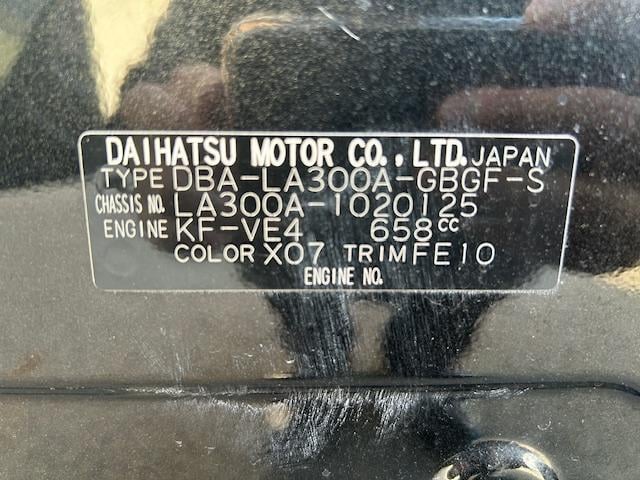 DAIHATSU MOTOR CO., LTD. JAPAN
TYPE DBA-LA300A-GBGF-S
CHASSIS NO. LA300A-1020125
ENGINE KF-VE4 658cc
COLOR X07 TRIM FE10
ENGINE NO.